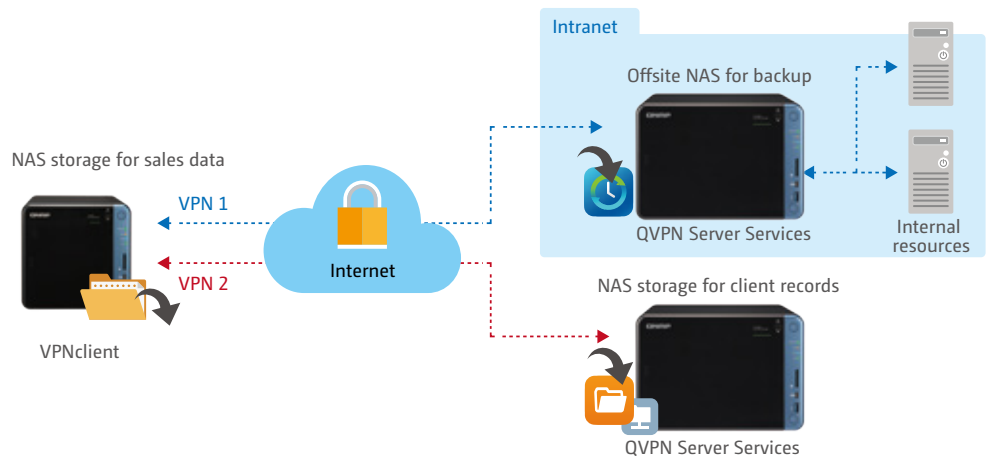 Intranet
Offsite NAS for backup
NAS storage for sales data
VPN 1
Internal
resources
QVPN Server Services
Internet
VPN 2
NAS storage for client records
VPNclient
QVPN Server Services